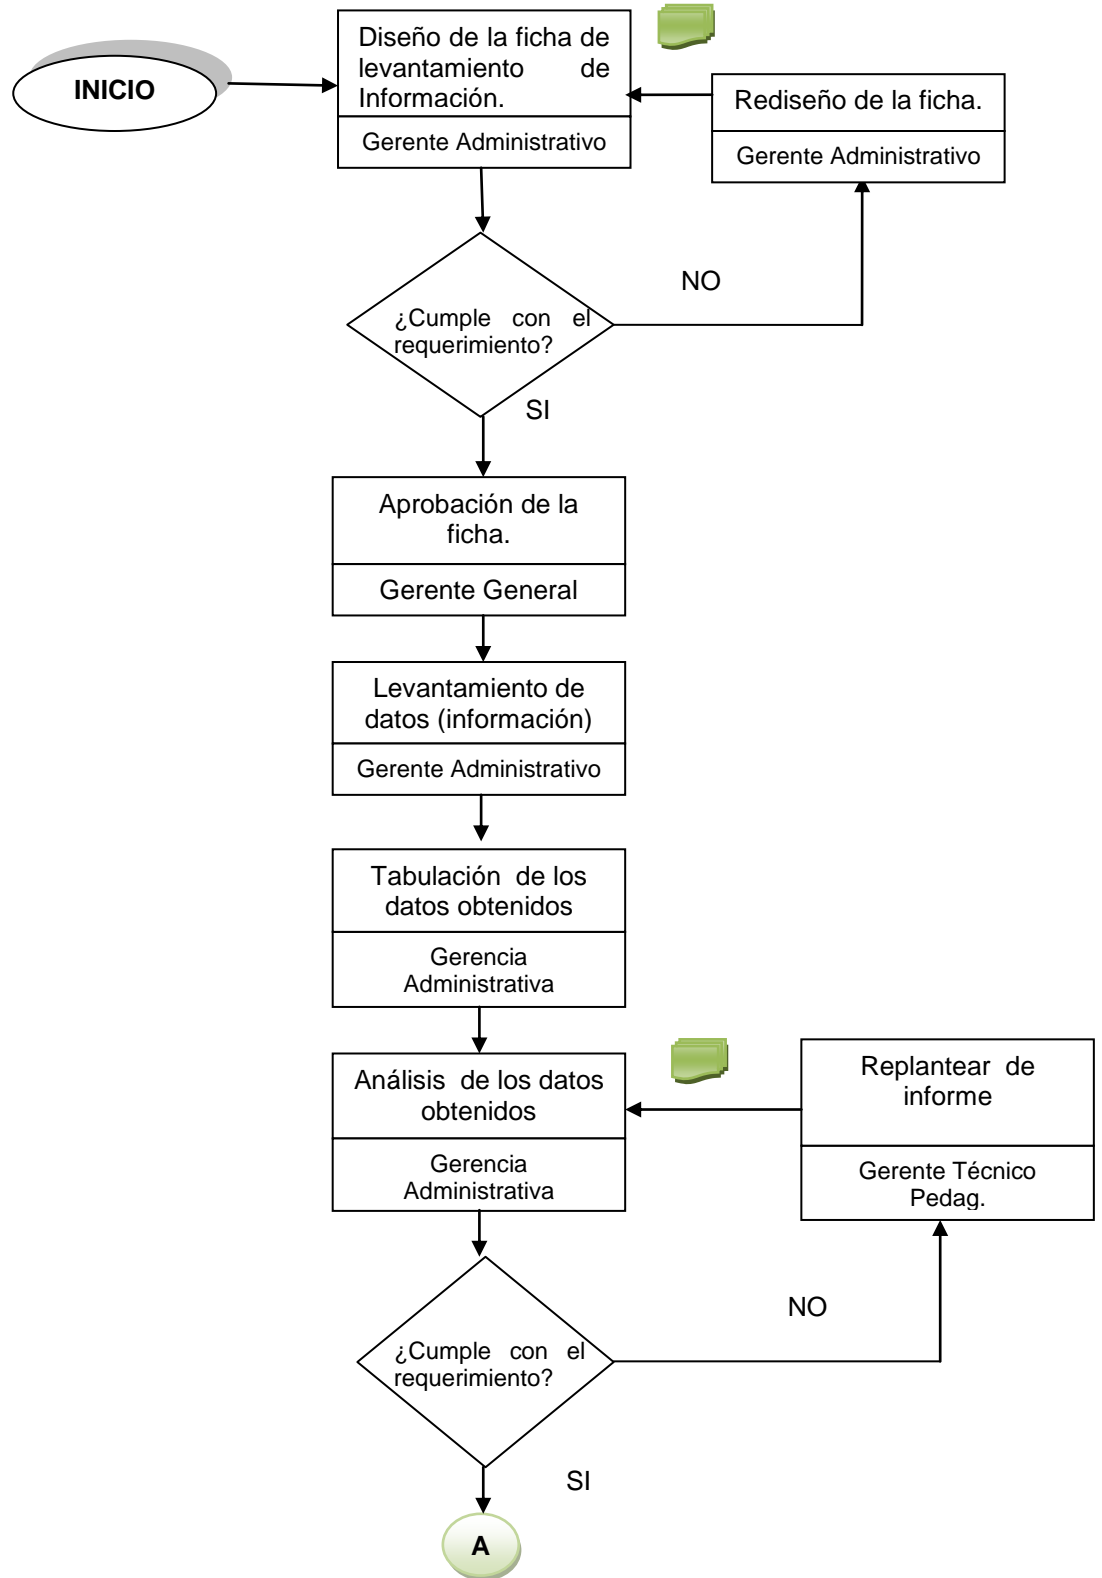 INICIO
Diseño de la ficha de
levantamiento de
Información.
Gerente Administrativo
Rediseño de la ficha.
Gerente Administrativo
NO
¿Cumple con el
requerimiento?
SI
Aprobación de la
ficha.
Gerente General
Levantamiento de
datos (información)
Gerente Administrativo
Tabulación de los
datos obtenidos
Gerencia
Administrativa
Análisis de los datos
obtenidos
Gerencia
Administrativa
Replantear de
informe
Gerente Técnico
Pedag.
NO
¿Cumple con el
requerimiento?
SI
A